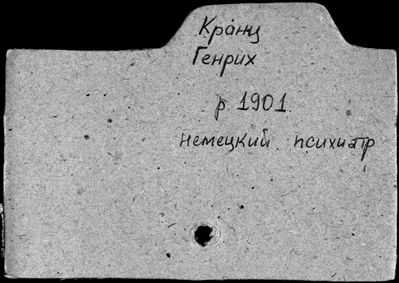 Кранц
Генрих
р 1901
немецкий психиатр